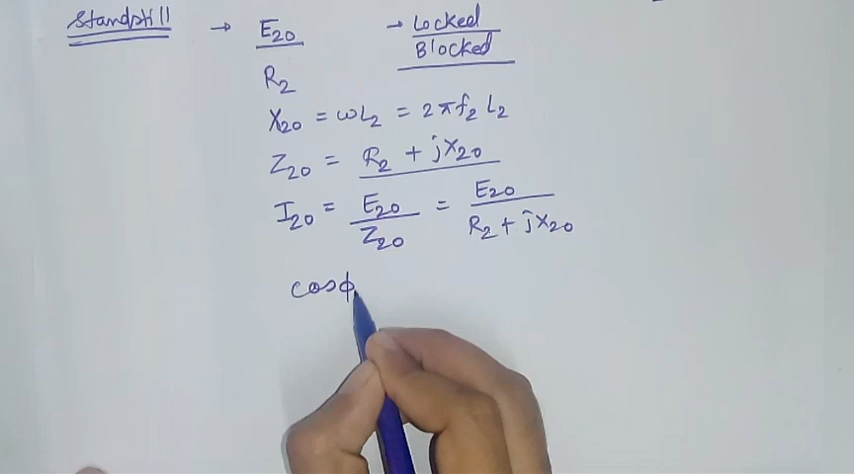 Standstill → E₂₀ → Locked
Blocked
R₂
X₂₀ = ωL₂ = 2πf₂ L₂
Z₂₀ = R₂ + jX₂₀
I₂₀ = E₂₀/Z₂₀ = E₂₀/R₂ + jX₂₀
cosϕ